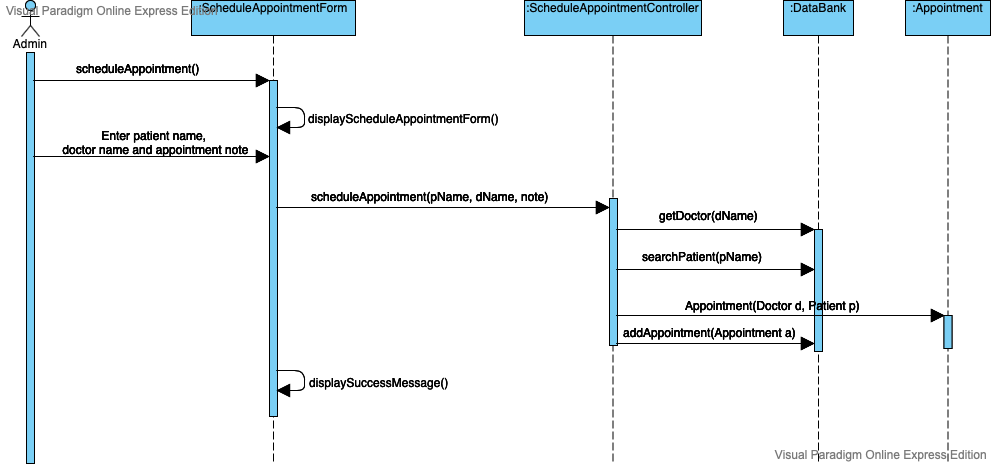 Visual Paradigm Online Express Edition
:ScheduleAppointmentForm
:ScheduleAppointmentController
:DataBank
:Appointment
Admin
scheduleAppointment()
displayScheduleAppointmentForm()
Enter patient name,
doctor name and appointment note
scheduleAppointment(pName, dName, note)
getDoctor(dName)
searchPatient(pName)
Appointment(Doctor d, Patient p)
addAppointment(Appointment a)
displaySuccessMessage()
Visual Paradigm Online Express Edition